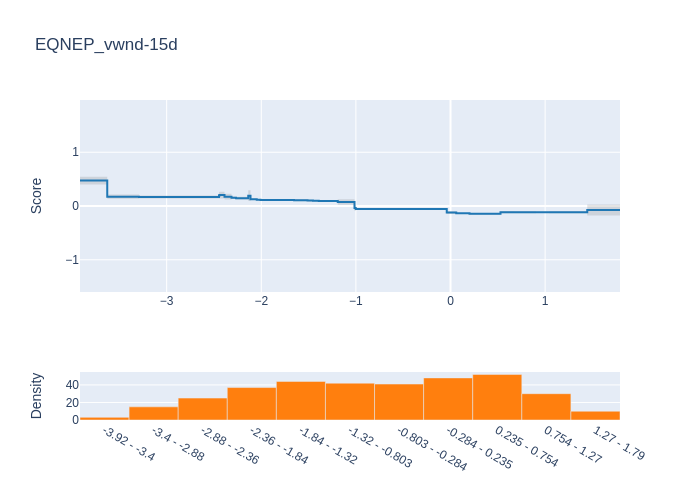 EQNEP_vwnd-15d
Score
1
0
−1
−3
−2
−1
0
1
Density
40
20
0
-3.92 - -3.4
-3.4 - -2.88
-2.88 - -2.36
-2.36 - -1.84
-1.84 - -1.32
-1.32 - -0.803
-0.803 - -0.284
-0.284 - 0.235
0.235 - 0.754
0.754 - 1.27
1.27 - 1.79